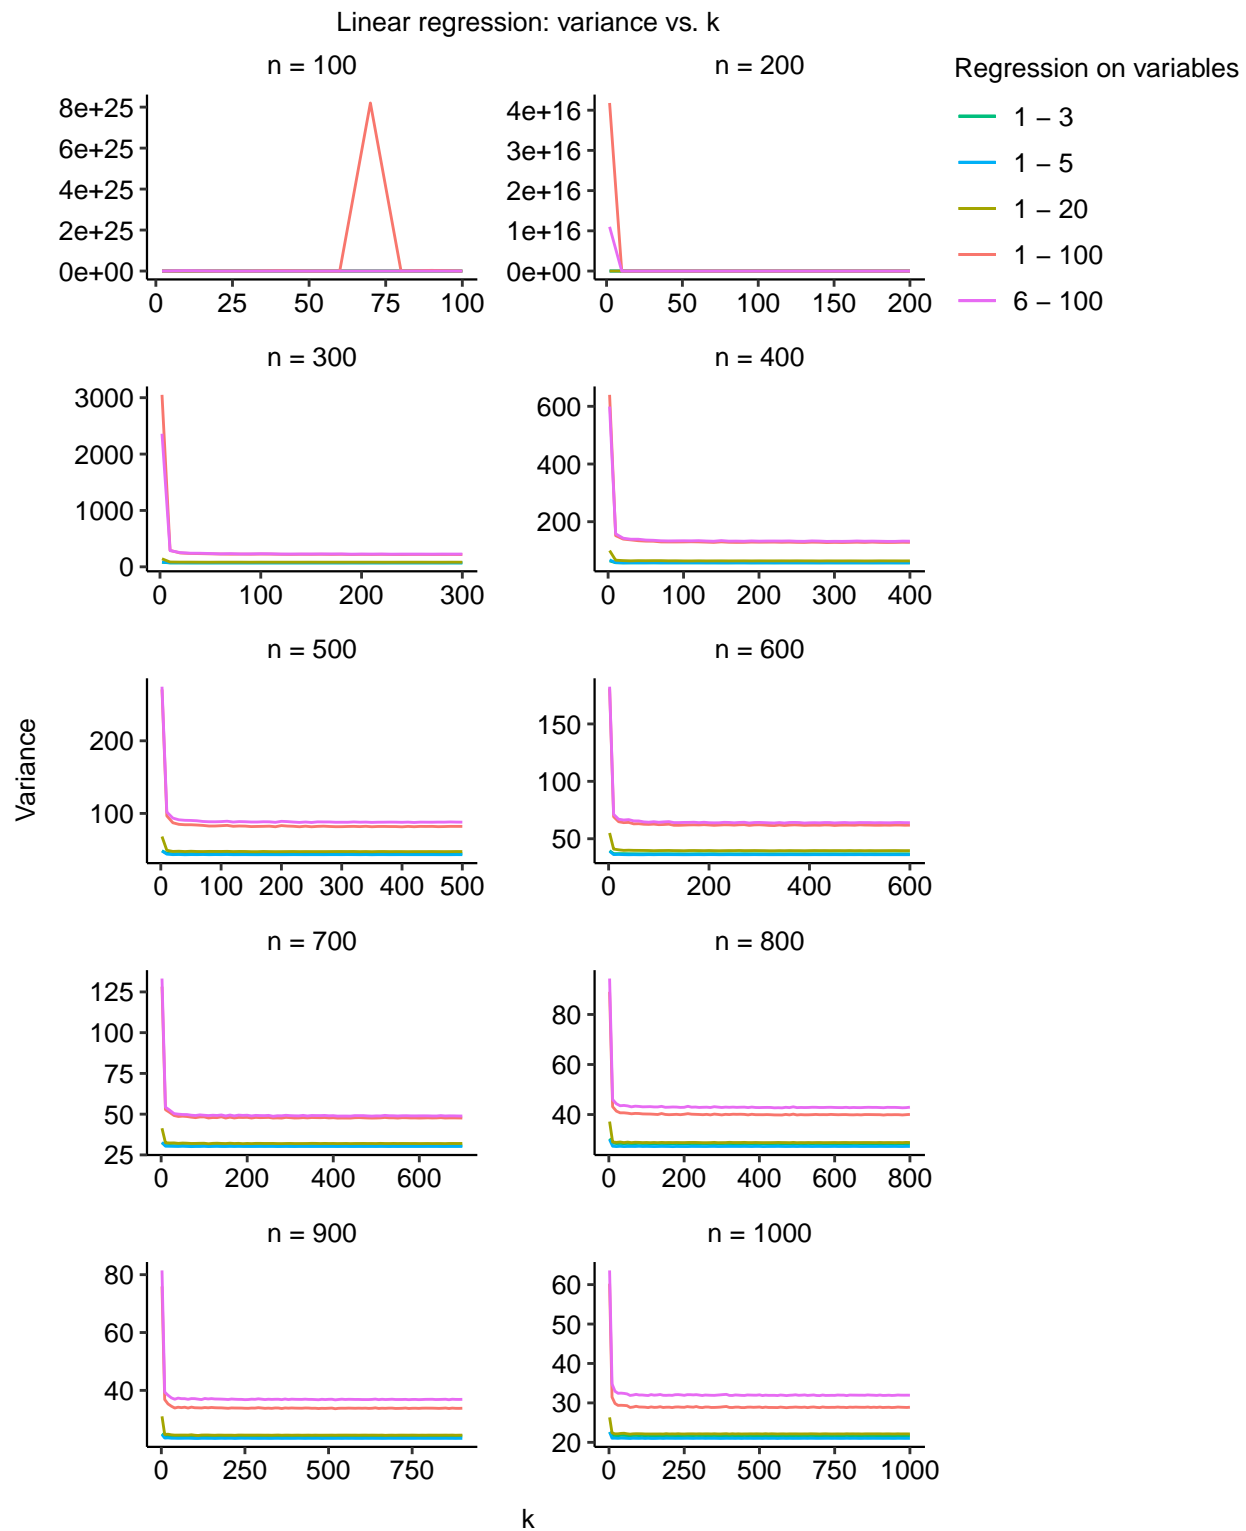 Linear regression: variance vs. k
n = 100
n = 200
Regression on variables
1 – 3
1 – 5
1 – 20
1 – 100
6 – 100
8e+25
6e+25
4e+25
2e+25
0e+00
0 25 50 75 100
4e+16
3e+16
2e+16
1e+16
0e+00
0 50 100 150 200
n = 300
n = 400
3000
2000
1000
0
0 100 200 300
600
400
200
0 100 200 300 400
n = 500
n = 600
200
100
0 100 200 300 400 500
150
100
50
0 200 400 600
Variance
n = 700
n = 800
125
100
75
50
25
0 200 400 600
80
60
40
0 200 400 600 800
n = 900
n = 1000
80
60
40
0 250 500 750
60
50
40
30
20
0 250 500 750 1000
k